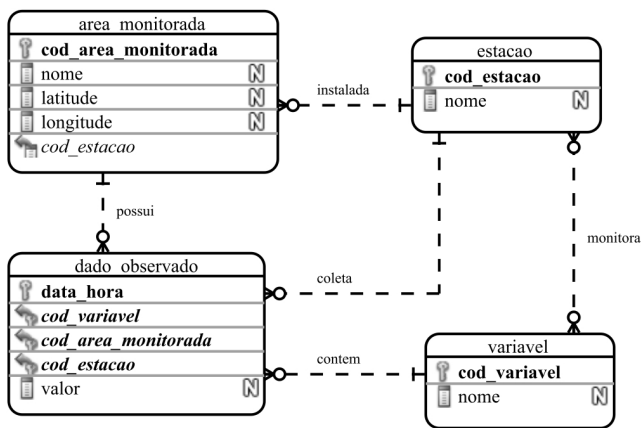 area_monitorada
cod_area_monitorada
nome N
latitude N
longitude N
cod_estacao
instalada
estacao
cod_estacao
nome N
possui
monitora
dado_observado
data_hora
cod_variavel
cod_area_monitorada
cod_estacao
valor N
coleta
contem
variavel
cod_variavel
nome N